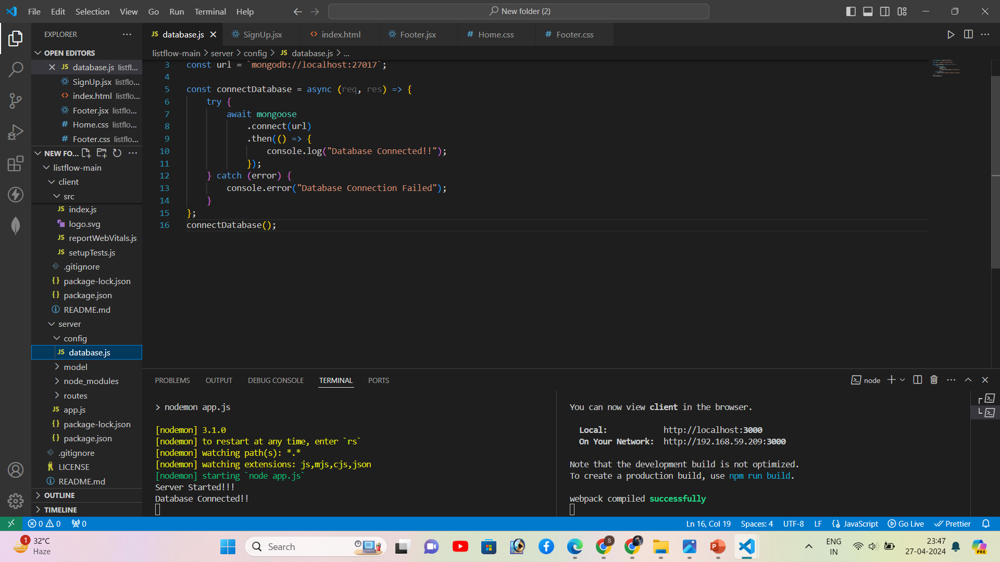 File Edit Selection View Go Run Terminal Help
New folder (2)
EXPLORER
OPEN EDITORS
JS database.js listfl...
SignUp.jsx listflo...
index.html listflo...
Footer.jsx listflo...
# Home.css listflo...
# Footer.css listflo...
NEW FO...
listflow-main
client
src
JS index.js
logo.svg
JS reportWebVitals.js
JS setupTests.js
.gitignore
{} package-lock.json
{} package.json
README.md
server
config
JS database.js
model
node_modules
routes
JS app.js
{} package-lock.json
{} package.json
.gitignore
LICENSE
README.md
OUTLINE
TIMELINE
JS database.js
SignUp.jsx
<> index.html
Footer.jsx
# Home.css
# Footer.css
listflow-main > server > config > JS database.js > ...
3 const url = `mongodb://localhost:27017`;
4
5 const connectDatabase = async (req, res) => {
6 try {
7 await mongoose
8 .connect(url)
9 .then(() => {
10 console.log("Database Connected!!");
11 });
12 } catch (error) {
13 console.error("Database Connection Failed");
14 }
15 };
16 connectDatabase();
PROBLEMS OUTPUT DEBUG CONSOLE TERMINAL PORTS
node
> nodemon app.js
[nodemon] 3.1.0
[nodemon] to restart at any time, enter `rs`
[nodemon] watching path(s): *.*
[nodemon] watching extensions: js,mjs,cjs,json
[nodemon] starting `node app.js`
Server Started!!!
Database Connected!!
You can now view client in the browser.
Local: http://localhost:3000
On Your Network: http://192.168.59.209:3000
Note that the development build is not optimized.
To create a production build, use npm run build.
webpack compiled successfully
0 0 0
Ln 16, Col 19 Spaces: 4 UTF-8 LF {} JavaScript Go Live Prettier
1
32°C
Haze
Search
S
P
ENG
IN
23:47
27-04-2024
PRE